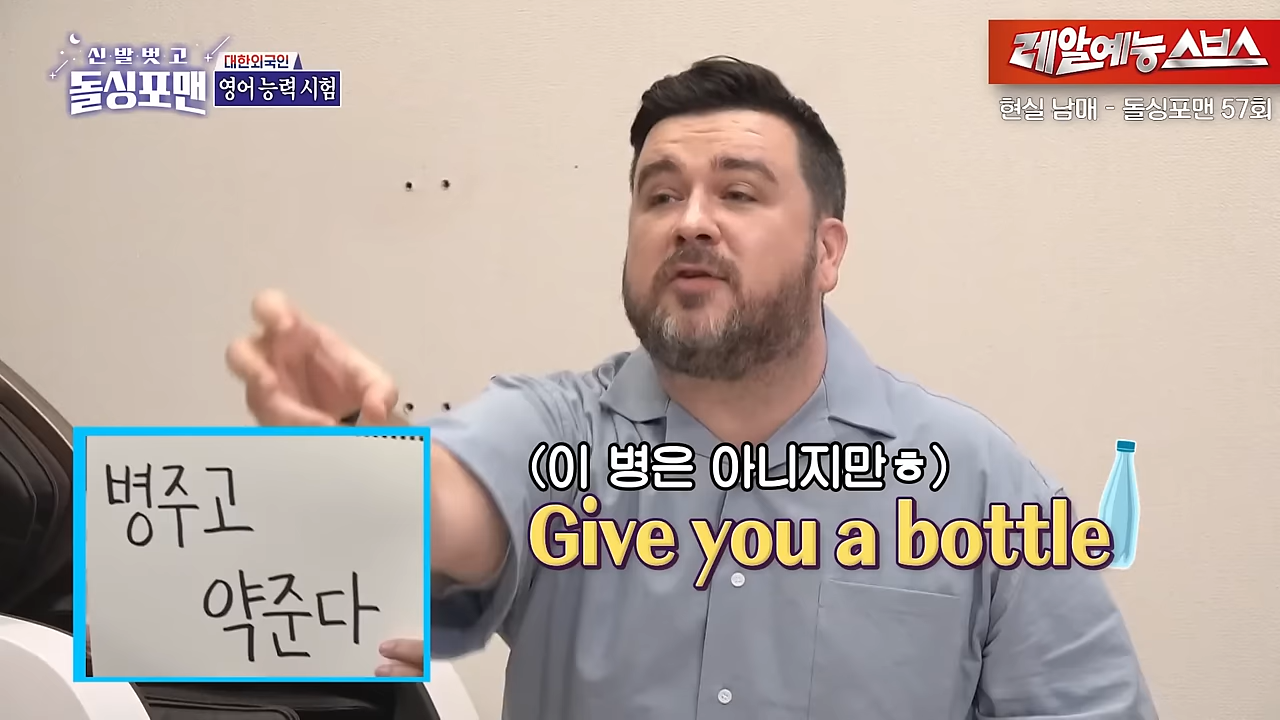 신발벗고
돌싱포맨
대한외국인
영어 능력 시험
레알예능 스브스
현실 남매 - 돌싱포맨 57회
병주고
약준다
(이 병은 아니지만ㅎ)
Give you a bottle